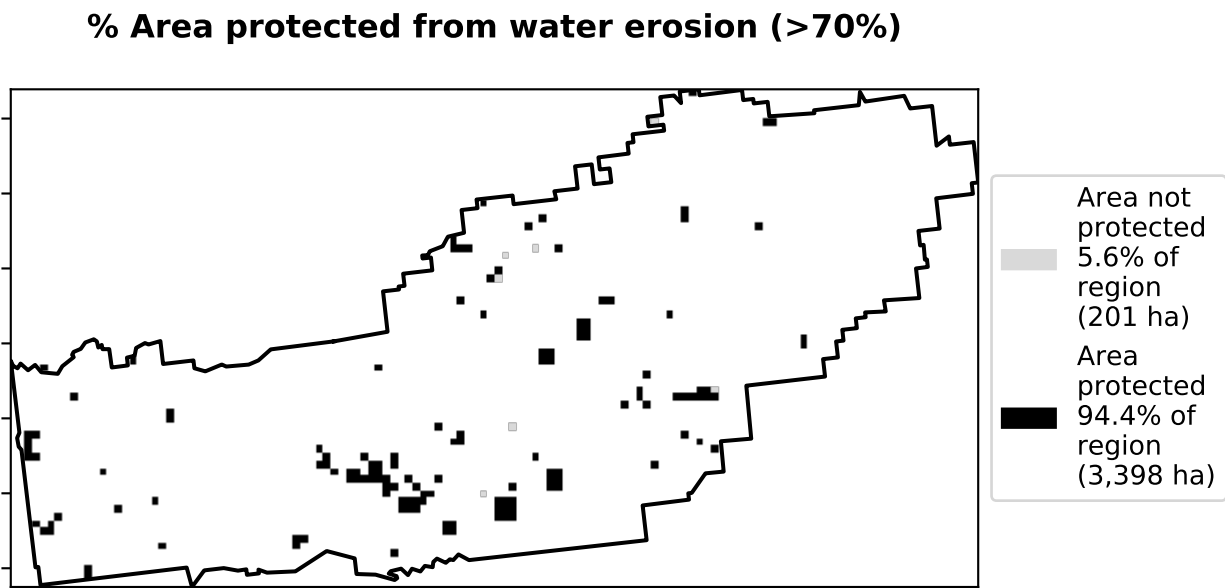 % Area protected from water erosion (>70%)
Area not
protected
5.6% of
region
(201 ha)
Area
protected
94.4% of
region
(3,398 ha)